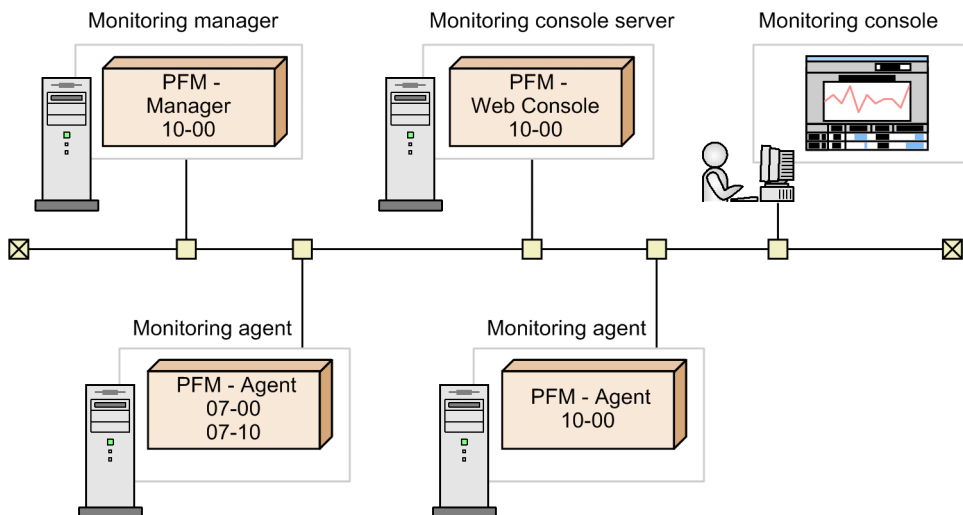 Monitoring manager
Monitoring console server
Monitoring console
PFM -
Manager
10-00
PFM -
Web Console
10-00
Monitoring agent
Monitoring agent
PFM - Agent
07-00
07-10
PFM - Agent
10-00